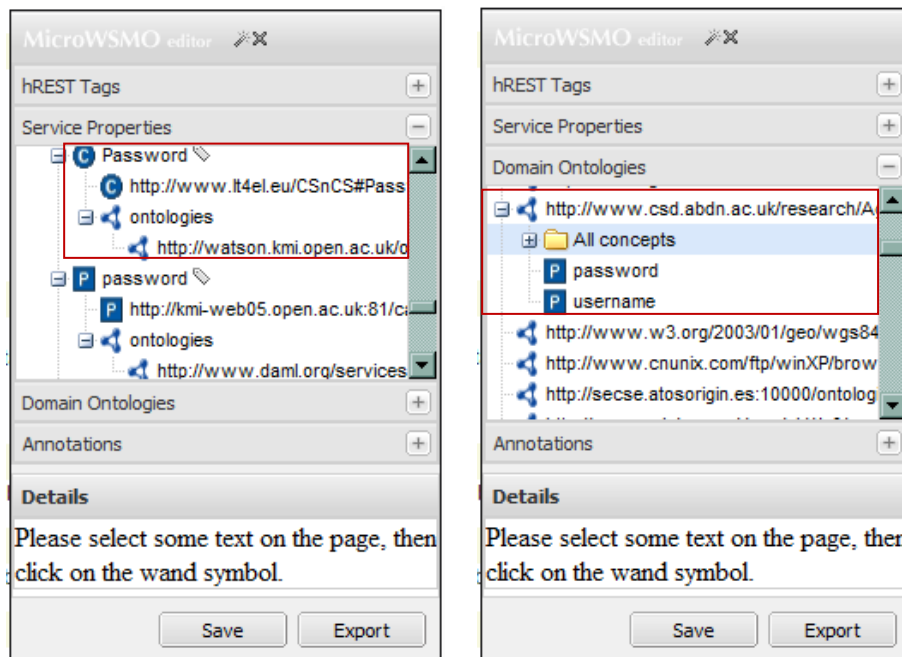 MicroWSMO editor
hREST Tags
Service Properties
Password
http://www.lt4el.eu/CSnCS#Pass
ontologies
http://watson.kmi.open.ac.uk/o
password
http://kmi-web05.open.ac.uk:81/ca
ontologies
http://www.daml.org/services
Domain Ontologies
Annotations
Details
Please select some text on the page, then
click on the wand symbol.
Save
Export
MicroWSMO editor
hREST Tags
Service Properties
Domain Ontologies
http://www.csd.abdn.ac.uk/research/A
All concepts
password
username
http://www.w3.org/2003/01/geo/wgs84
http://www.cnunix.com/ftp/winXP/brow
http://secse.atosorigin.es:10000/ontolog
Annotations
Details
Please select some text on the page, then
click on the wand symbol.
Save
Export